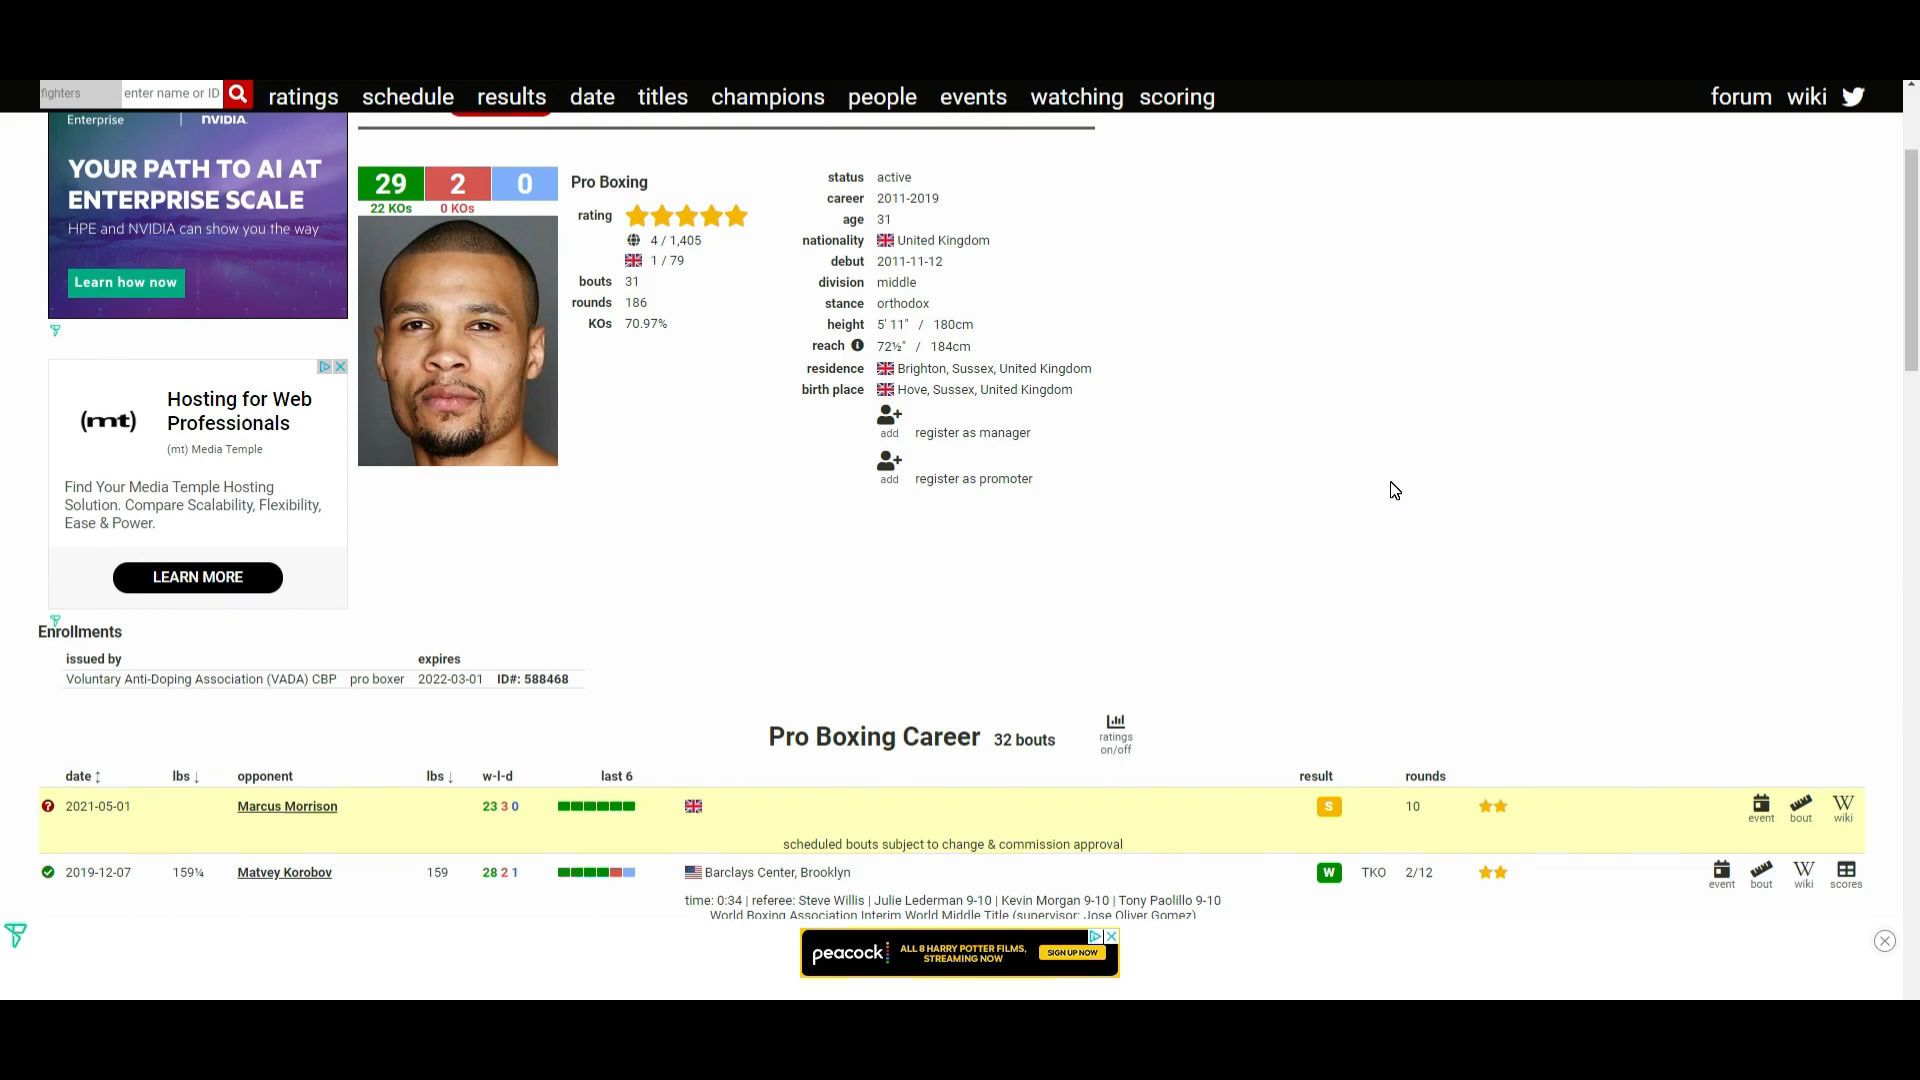 fighters enter name or ID ratings schedule results date titles champions people events watching scoring forum wiki
Enterprise NVIDIA.
YOUR PATH TO AI AT
ENTERPRISE SCALE
HPE and NVIDIA can show you the way
Learn how now
Hosting for Web
Professionals
(mt) (mt) Media Temple
Find Your Media Temple Hosting
Solution. Compare Scalability, Flexibility,
Ease & Power.
LEARN MORE
29 2 0
22 KOs 0 KOs
Pro Boxing
rating
4 / 1,405
1 / 79
bouts 31
rounds 186
KOs 70.97%
status active
career 2011-2019
age 31
nationality United Kingdom
debut 2011-11-12
division middle
stance orthodox
height 5' 11" / 180cm
reach 72½" / 184cm
residence Brighton, Sussex, United Kingdom
birth place Hove, Sussex, United Kingdom
add register as manager
add register as promoter
Enrollments
issued by expires
Voluntary Anti-Doping Association (VADA) CBP pro boxer 2022-03-01 ID#: 588468
Pro Boxing Career 32 bouts
ratings
on/off
date lbs opponent lbs w-l-d last 6 result rounds
2021-05-01 Marcus Morrison 23 3 0 S 10 event bout wiki
scheduled bouts subject to change & commission approval
2019-12-07 159¼ Matvey Korobov 159 28 2 1 Barclays Center, Brooklyn W TKO 2/12 event bout wiki scores
time: 0:34 | referee: Steve Willis | Julie Lederman 9-10 | Kevin Morgan 9-10 | Tony Paolillo 9-10
World Boxing Association Interim World Middle Title (supervisor: Jose Oliver Gomez)
peacock ALL 8 HARRY POTTER FILMS,
STREAMING NOW
SIGN UP NOW